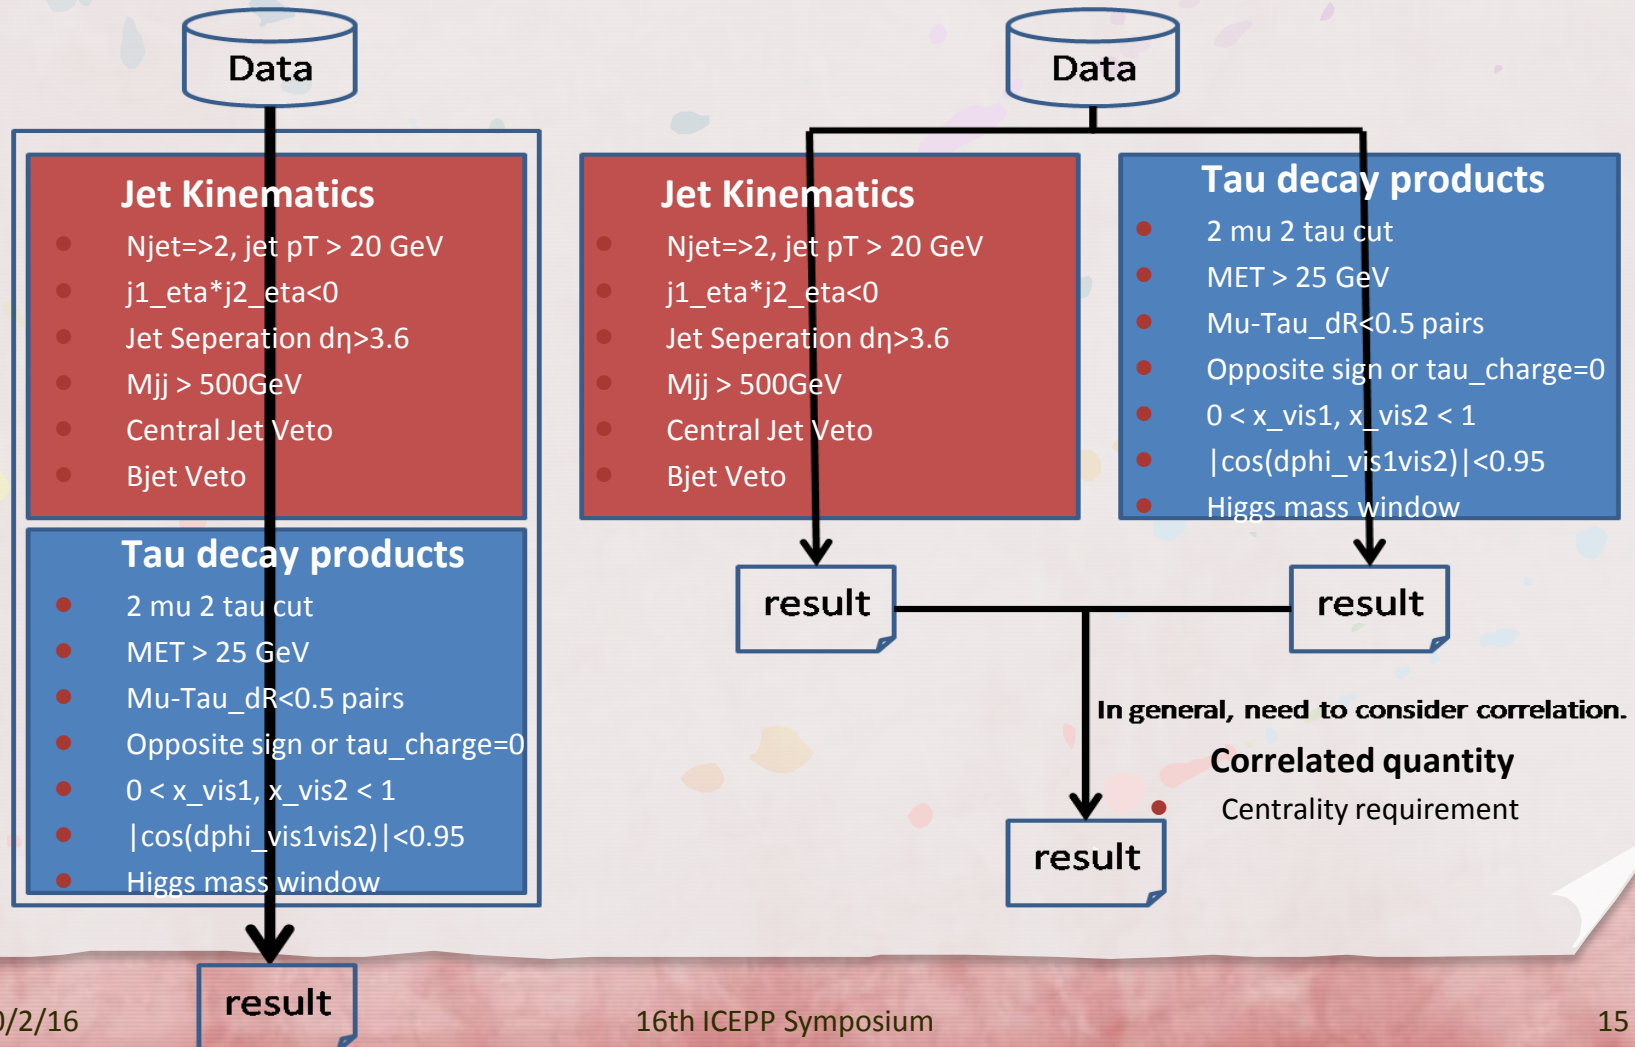 Data
Jet Kinematics
Njet=>2, jet pT > 20 GeV
j1_eta*j2_eta<0
Jet Seperation dη>3.6
Mjj > 500GeV
Central Jet Veto
Bjet Veto
Tau decay products
2 mu 2 tau cut
MET > 25 GeV
Mu-Tau_dR<0.5 pairs
Opposite sign or tau_charge=0
0 < x_vis1, x_vis2 < 1
|cos(dphi_vis1vis2)|<0.95
Higgs mass window
result
Data
Jet Kinematics
Njet=>2, jet pT > 20 GeV
j1_eta*j2_eta<0
Jet Seperation dη>3.6
Mjj > 500GeV
Central Jet Veto
Bjet Veto
Tau decay products
2 mu 2 tau cut
MET > 25 GeV
Mu-Tau_dR<0.5 pairs
Opposite sign or tau_charge=0
0 < x_vis1, x_vis2 < 1
|cos(dphi_vis1vis2)|<0.95
Higgs mass window
result
result
In general, need to consider correlation.
Correlated quantity
Centrality requirement
result
0/2/16
16th ICEPP Symposium
15